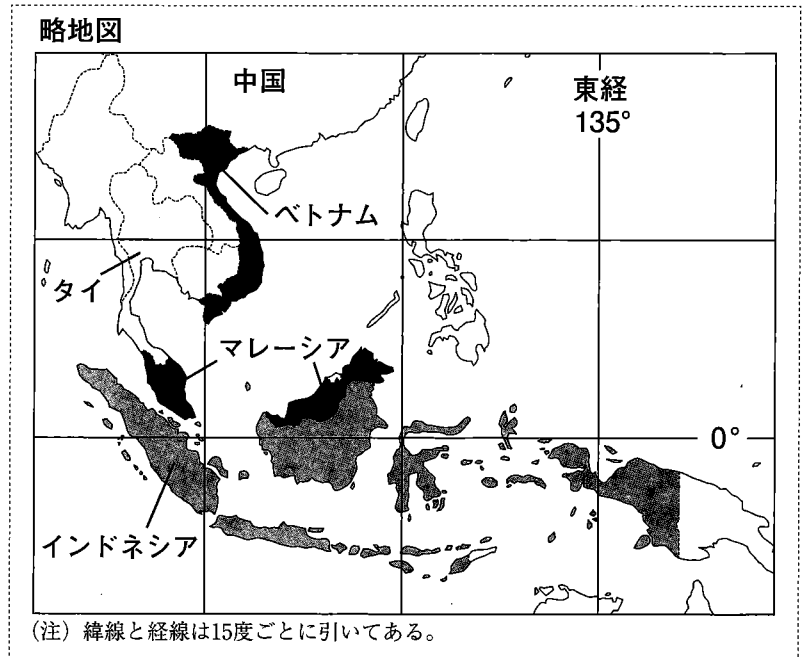 略地図
中国
東経
135°
ベトナム
タイ
マレーシア
0°
インドネシア
(注) 緯線と経線は15度ごとに引いてある。